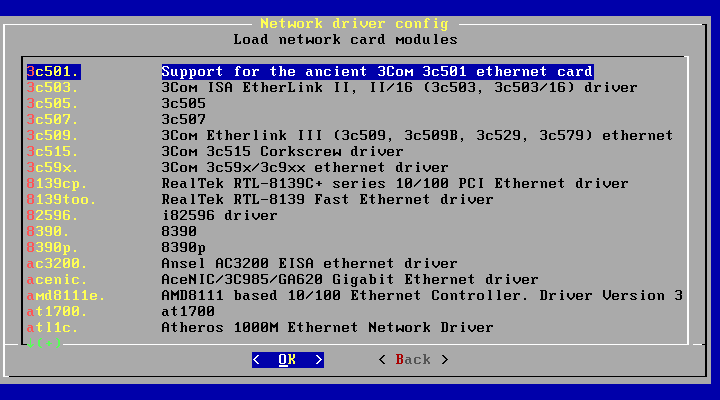 Network driver config
Load network card modules
3c501. Support for the ancient 3Com 3c501 ethernet card
3c503. 3Com ISA EtherLink II, II/16 (3c503, 3c503/16) driver
3c505. 3c505
3c507. 3c507
3c509. 3Com Etherlink III (3c509, 3c509B, 3c529, 3c579) ethernet
3c515. 3Com 3c515 Corkscrew driver
3c59x. 3Com 3c59x/3c9xx ethernet driver
8139cp. RealTek RTL-8139C+ series 10/100 PCI Ethernet driver
8139too. RealTek RTL-8139 Fast Ethernet driver
82596. i82596 driver
8390. 8390
8390p. 8390p
ac3200. Ansel AC3200 EISA ethernet driver
acenic. AceNIC/3C985/GA620 Gigabit Ethernet driver
amd8111e. AMD8111 based 10/100 Ethernet Controller. Driver Version 3
at1700. at1700
atl1c. Atheros 1000M Ethernet Network Driver
↓(+)
< OK > < Back >